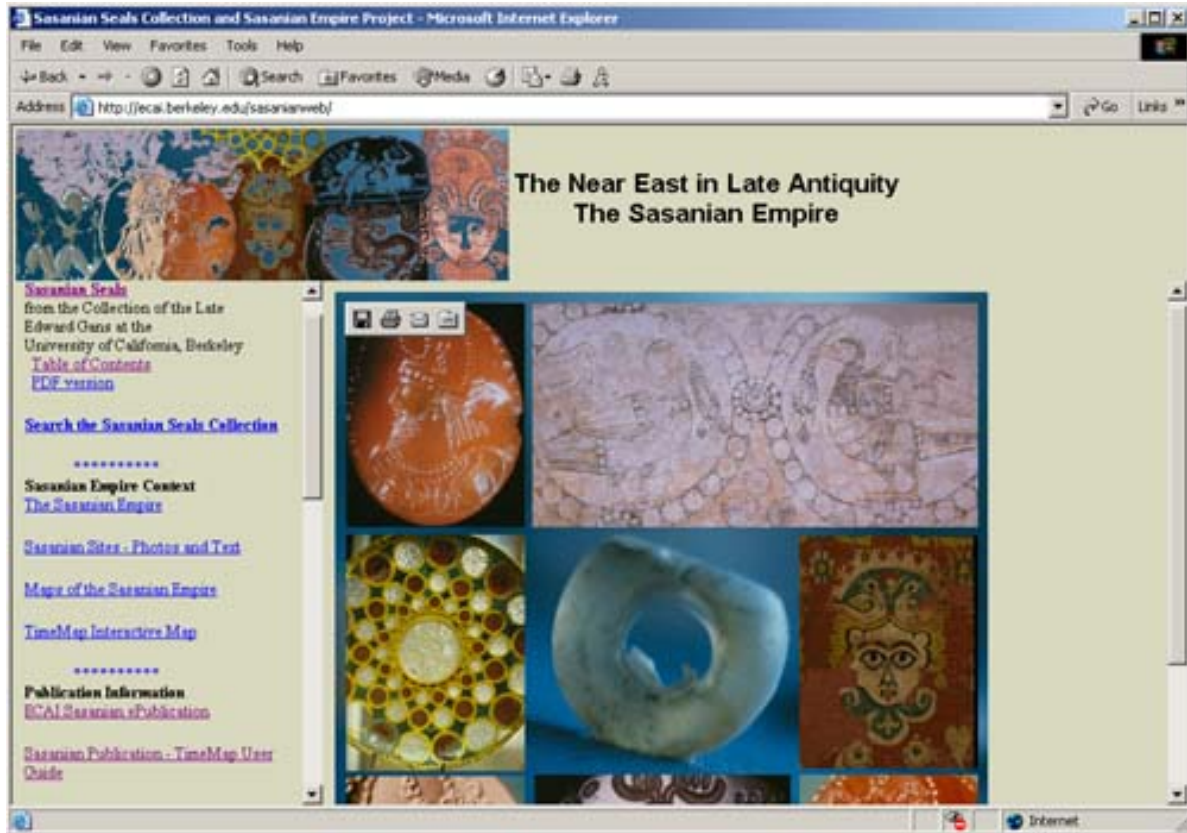 Sasanian Seals Collection and Sasanian Empire Project - Microsoft Internet Explorer
File Edit View Favorites Tools Help
Back Search Favorites Media
Address http://ecai.berkeley.edu/sasanianweb/ Go Links »
The Near East in Late Antiquity
The Sasanian Empire
Sasanian Seals
from the Collection of the Late
Edward Gans at the
University of California, Berkeley
Table of Contents
PDF version
Search the Sasanian Seals Collection
**********
Sasanian Empire Context
The Sasanian Empire
Sasanian Sites - Photos and Text
Maps of the Sasanian Empire
TimeMap Interactive Map
**********
Publication Information
ECAI Sasanian ePublication
Sasanian Publication - TimeMap User
Guide
Internet